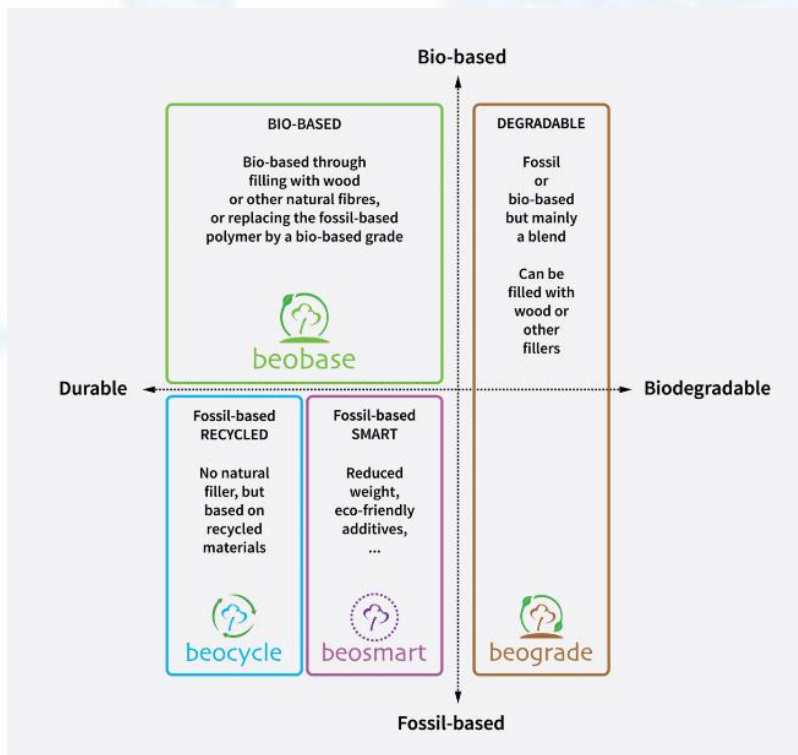 Bio-based
BIO-BASED
Bio-based through
filling with wood
or other natural fibres,
or replacing the fossil-based
polymer by a bio-based grade
beobase
DEGRADABLE
Fossil
or
bio-based
but mainly
a blend
Can be
filled with
wood or
other
fillers
Durable
Biodegradable
Fossil-based
RECYCLED
No natural
filler, but
based on
recycled
materials
beocycle
Fossil-based
SMART
Reduced
weight,
eco-friendly
additives,
...
beosmart
beograde
Fossil-based